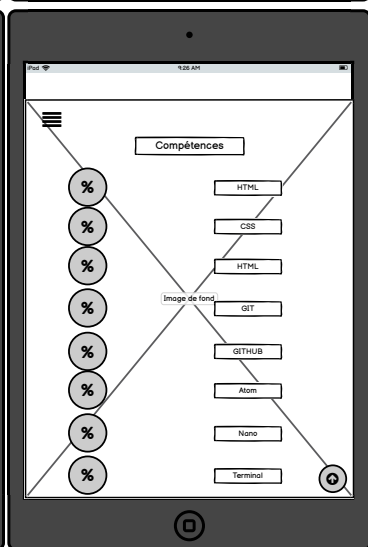 iPad 9:26 AM
Compétences
% HTML
% CSS
% HTML
Image de fond
% GIT
% GITHUB
% Atom
% Nano
% Terminal